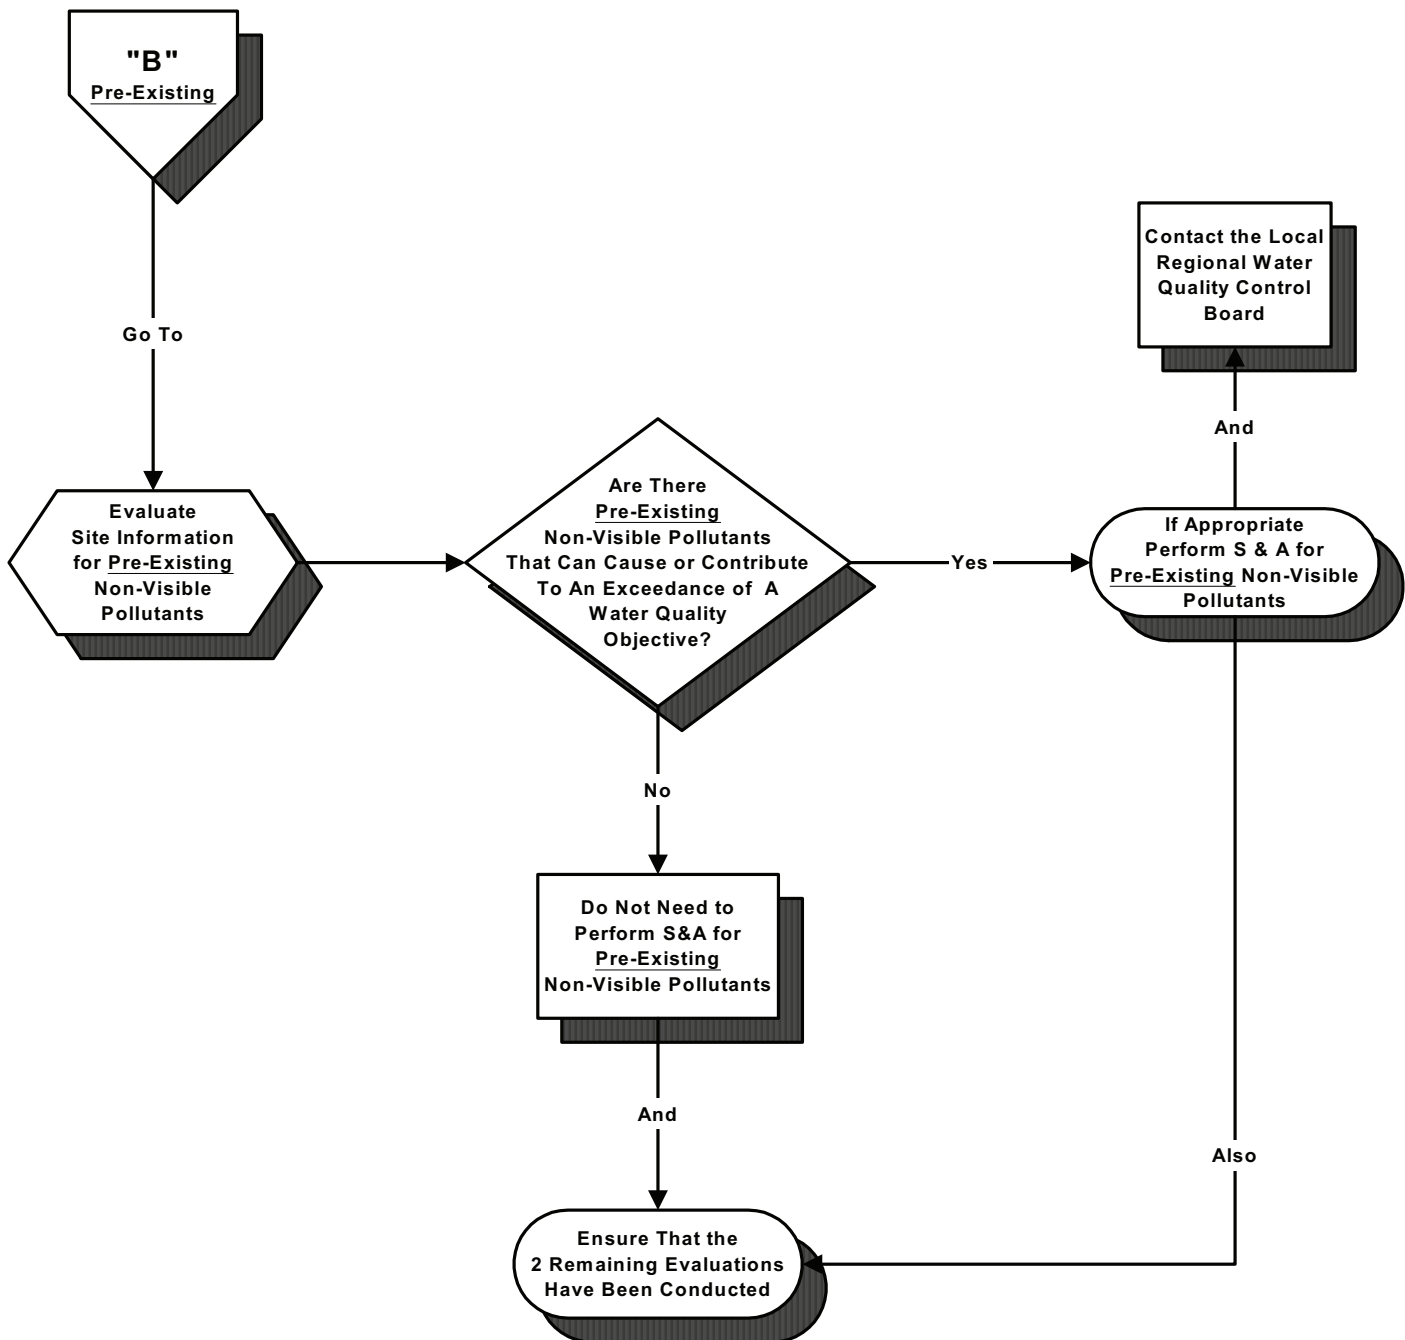 "B"
Pre-Existing
Go To
Evaluate
Site Information
for Pre-Existing
Non-Visible
Pollutants
Are There
Pre-Existing
Non-Visible Pollutants
That Can Cause or Contribute
To An Exceedance of A
Water Quality
Objective?
Yes
If Appropriate
Perform S & A for
Pre-Existing Non-Visible
Pollutants
And
Contact the Local
Regional Water
Quality Control
Board
No
Do Not Need to
Perform S&A for
Pre-Existing
Non-Visible Pollutants
And
Also
Ensure That the
2 Remaining Evaluations
Have Been Conducted